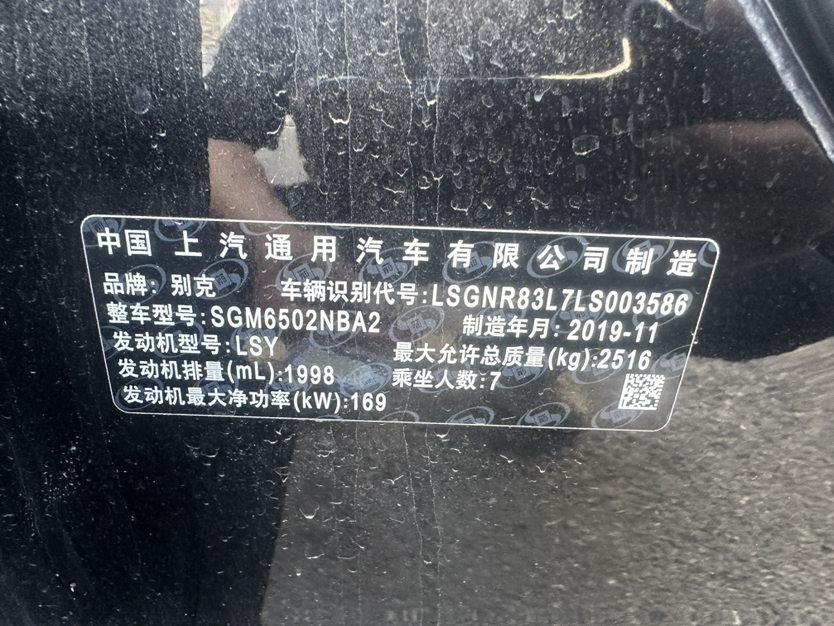 中国 上汽通用汽车有限公司制造
品牌: 别克 车辆识别代号:LSGNR83L7LS003586
整车型号:SGM6502NBA2 制造年月:2019-11
发动机型号:LSY 最大允许总质量(kg):2516
发动机排量(mL):1998 乘坐人数:7
发动机最大净功率(kW):169